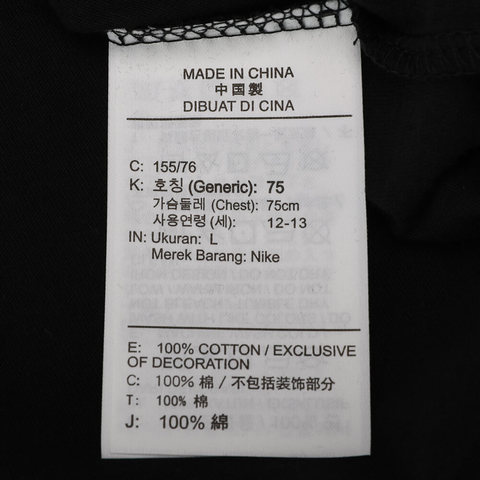 MADE IN CHINA
中国製
DIBUAT DI CINA
C: 155/76
K: 호칭 (Generic): 75
가슴둘레 (Chest): 75cm
사용연령 (세): 12-13
IN: Ukuran: L
Merek Barang: Nike
E: 100% COTTON / EXCLUSIVE
OF DECORATION
C: 100% 棉 / 不包括装饰部分
T: 100% 棉
J: 100% 綿